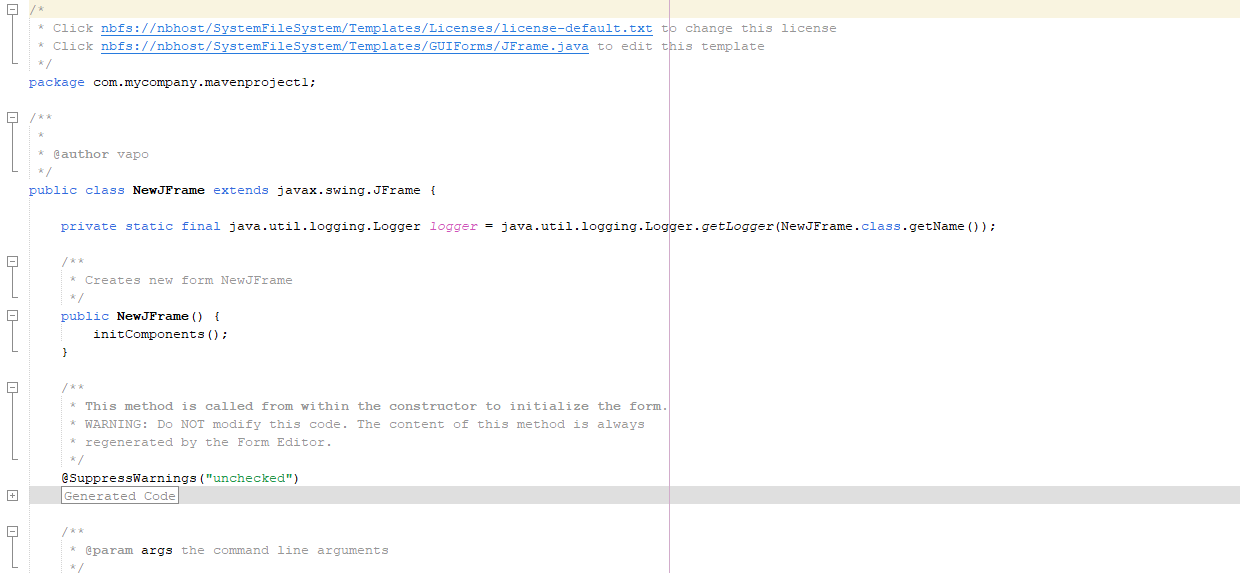 /*
 * Click nbfs://nbhost/SystemFileSystem/Templates/Licenses/license-default.txt to change this license
 * Click nbfs://nbhost/SystemFileSystem/Templates/GUIForms/JFrame.java to edit this template
 */
package com.mycompany.mavenproject1;
/**
 *
 * @author vapo
 */
public class NewJFrame extends javax.swing.JFrame {
    private static final java.util.logging.Logger logger = java.util.logging.Logger.getLogger(NewJFrame.class.getName());
    /**
     * Creates new form NewJFrame
     */
    public NewJFrame() {
        initComponents();
    }
    /**
     * This method is called from within the constructor to initialize the form.
     * WARNING: Do NOT modify this code. The content of this method is always
     * regenerated by the Form Editor.
     */
    @SuppressWarnings("unchecked")
    Generated Code
    /**
     * @param args the command line arguments
     */